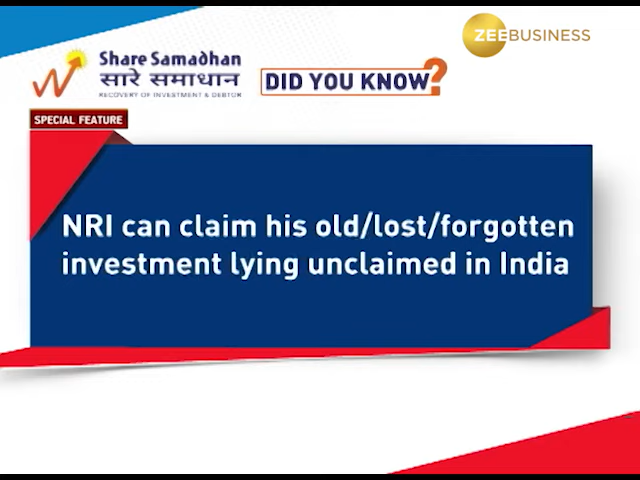 ZEEBUSINESS
Share Samadhan
सारे समाधान
RECOVERY OF INVESTMENT & DEBTOR
DID YOU KNOW?
SPECIAL FEATURE
NRI can claim his old/lost/forgotten
investment lying unclaimed in India